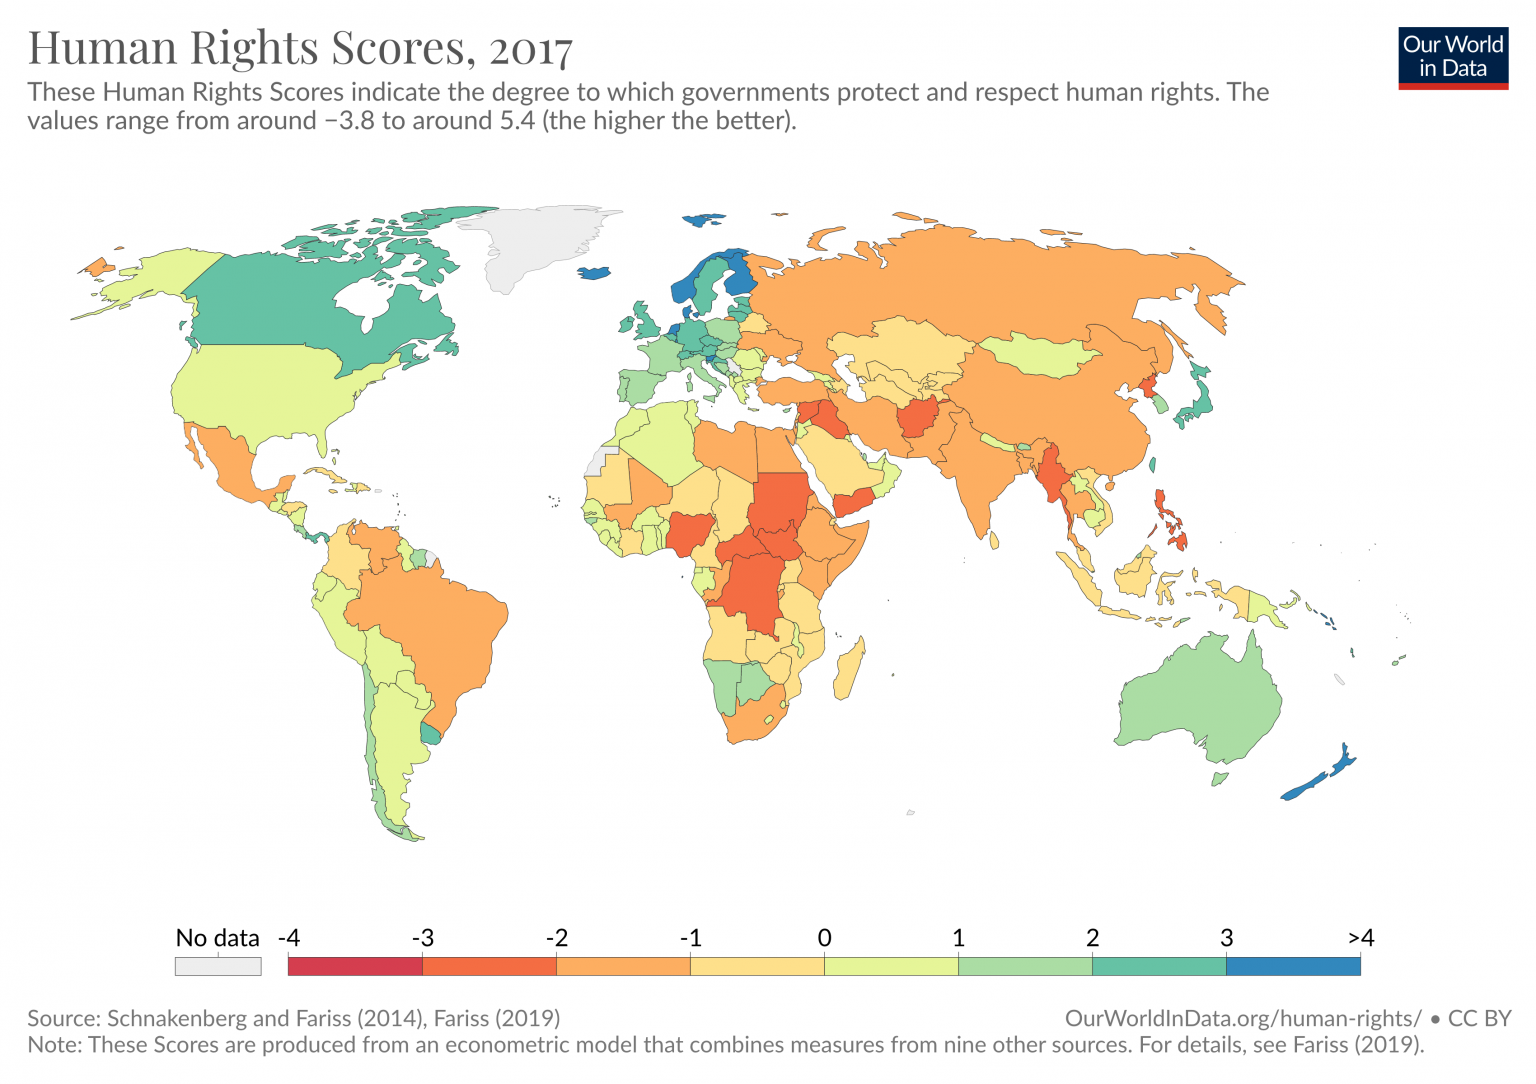 Human Rights Scores, 2017
Our World
in Data
These Human Rights Scores indicate the degree to which governments protect and respect human rights. The
values range from around −3.8 to around 5.4 (the higher the better).
No data -4 -3 -2 -1 0 1 2 3 >4
Source: Schnakenberg and Fariss (2014), Fariss (2019)
OurWorldInData.org/human-rights/ • CC BY
Note: These Scores are produced from an econometric model that combines measures from nine other sources. For details, see Fariss (2019).